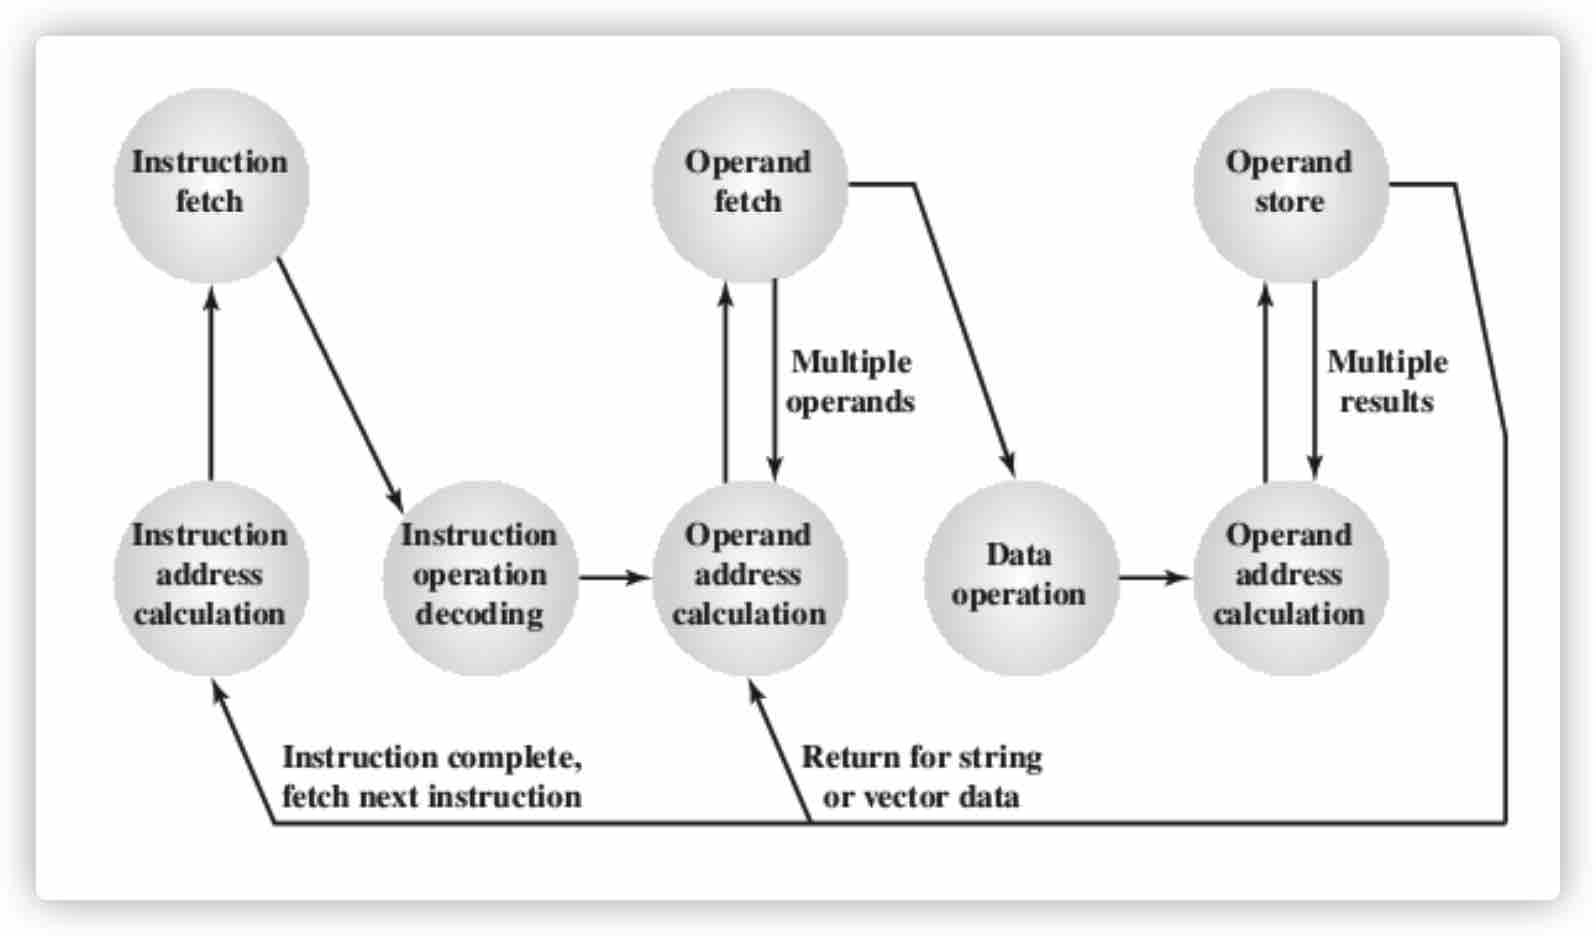 Instruction
fetch
Operand
fetch
Operand
store
Multiple
operands
Multiple
results
Instruction
address
calculation
Instruction
operation
decoding
Operand
address
calculation
Data
operation
Operand
address
calculation
Instruction complete,
fetch next instruction
Return for string
or vector data